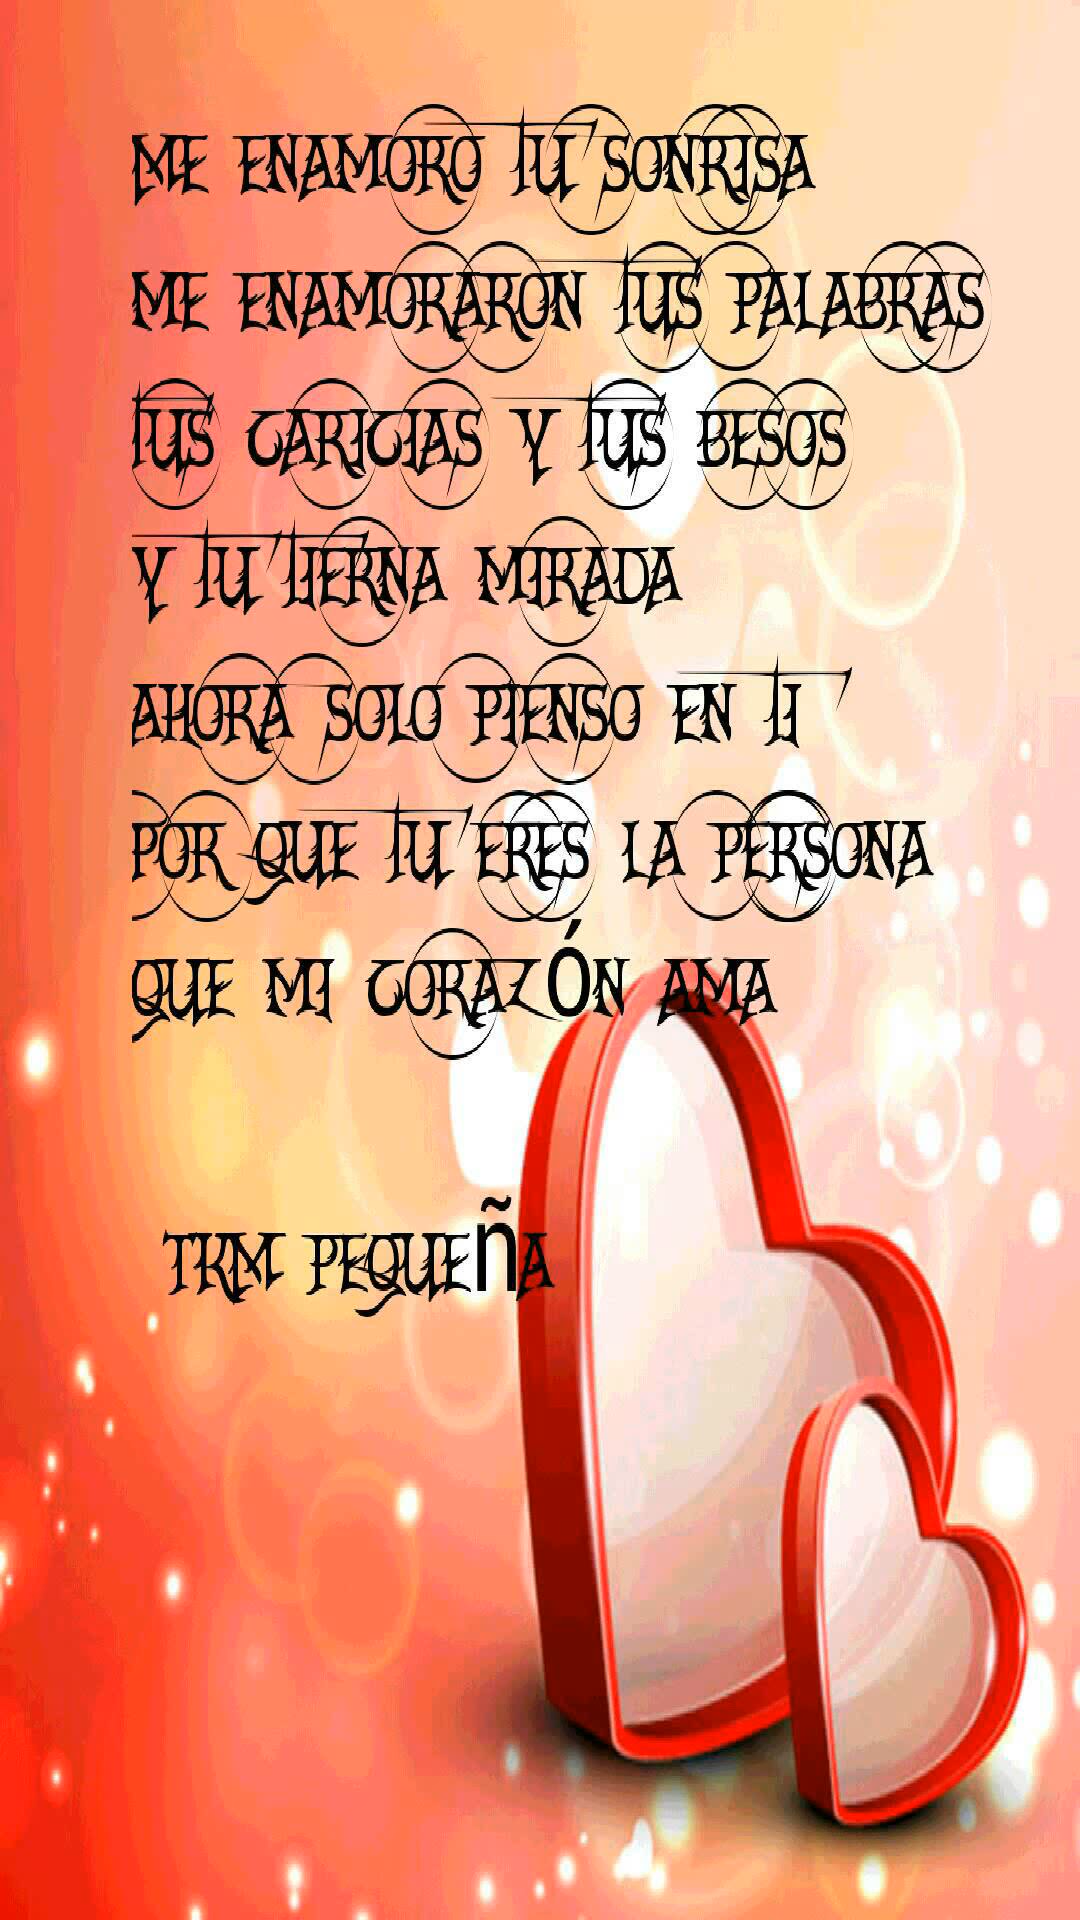 ME ENAMORO TU SONRISA
ME ENAMORARON TUS PALABRAS
TUS CARICIAS Y TUS BESOS
Y TU TIERNA MIRADA
AHORA SOLO PIENSO EN TI
POR QUE TU ERES LA PERSONA
QUE MI CORAZÓN AMA
TKM PEQUEÑA